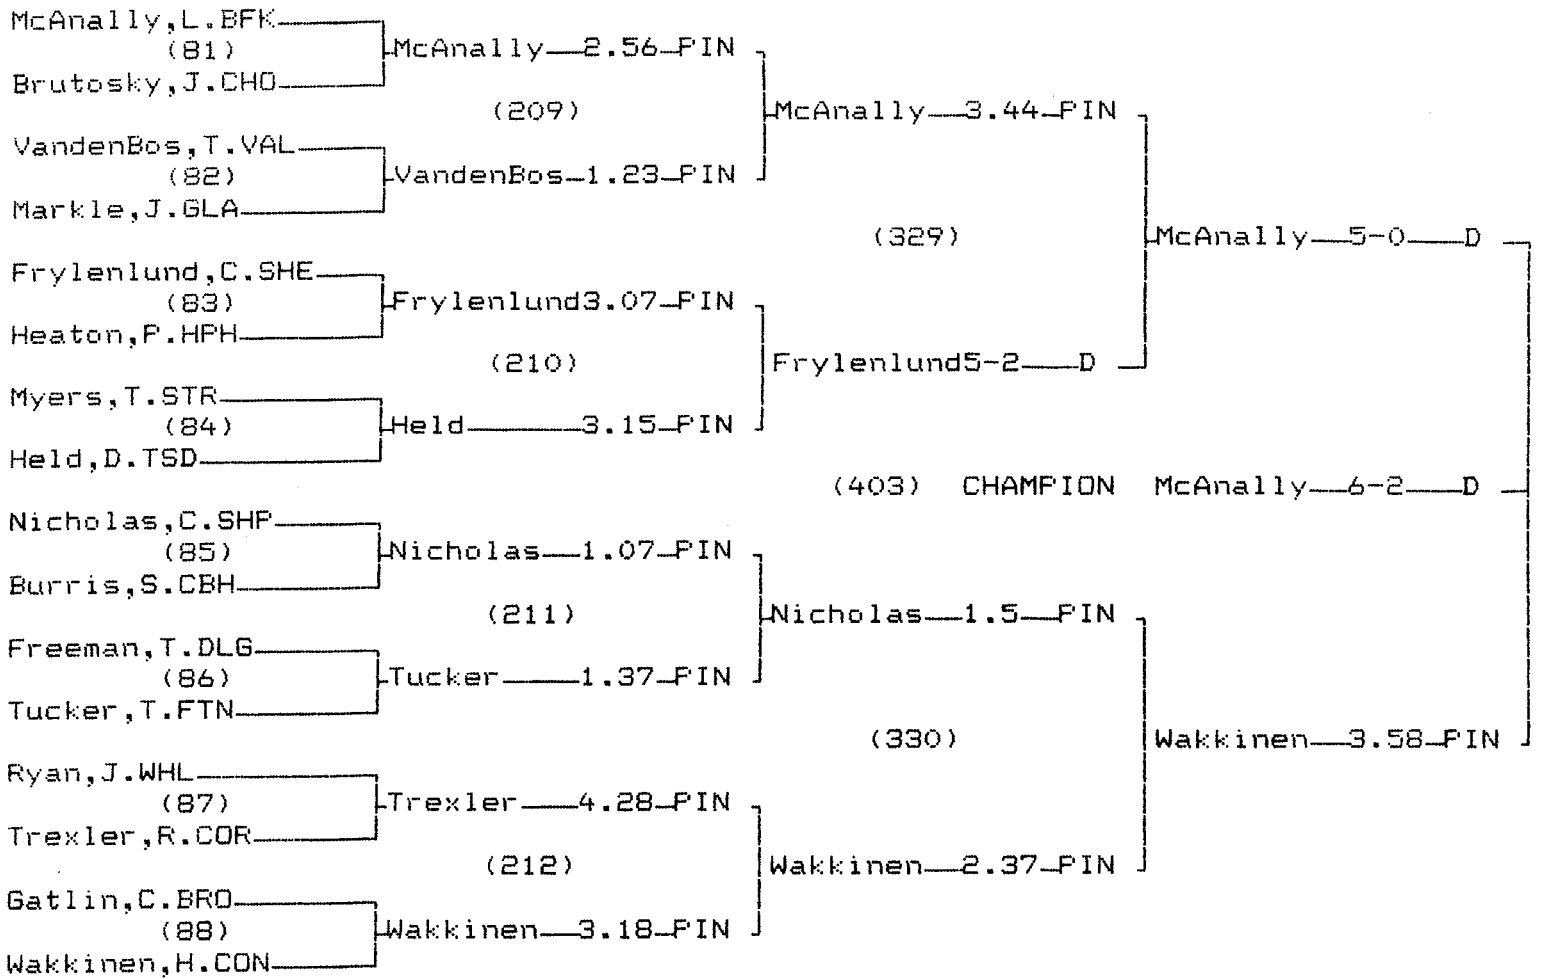 McAnally,L.BFK
(81) McAnally 2.56 PIN
Brutosky,J.CHO
(209) McAnally 3.44 PIN
VandenBos,T.VAL
(82) VandenBos 1.23 PIN
Markle,J.GLA
(329) McAnally 5-0 D
Frylenlund,C.SHE
(83) Frylenlund3.07 PIN
Heaton,P.HPH
(210) Frylenlund5-2 D
Myers,T.STR
(84) Held 3.15 PIN
Held,D.TSD
(403) CHAMPION McAnally 6-2 D
Nicholas,C.SHP
(85) Nicholas 1.07 PIN
Burris,S.CBH
(211) Nicholas 1.5 PIN
Freeman,T.DLG
(86) Tucker 1.37 PIN
Tucker,T.FTN
(330) Wakkinen 3.58 PIN
Ryan,J.WHL
(87) Trexler 4.28 PIN
Trexler,R.COR
(212) Wakkinen 2.37 PIN
Gatlin,C.BRO
(88) Wakkinen 3.18 PIN
Wakkinen,H.CON